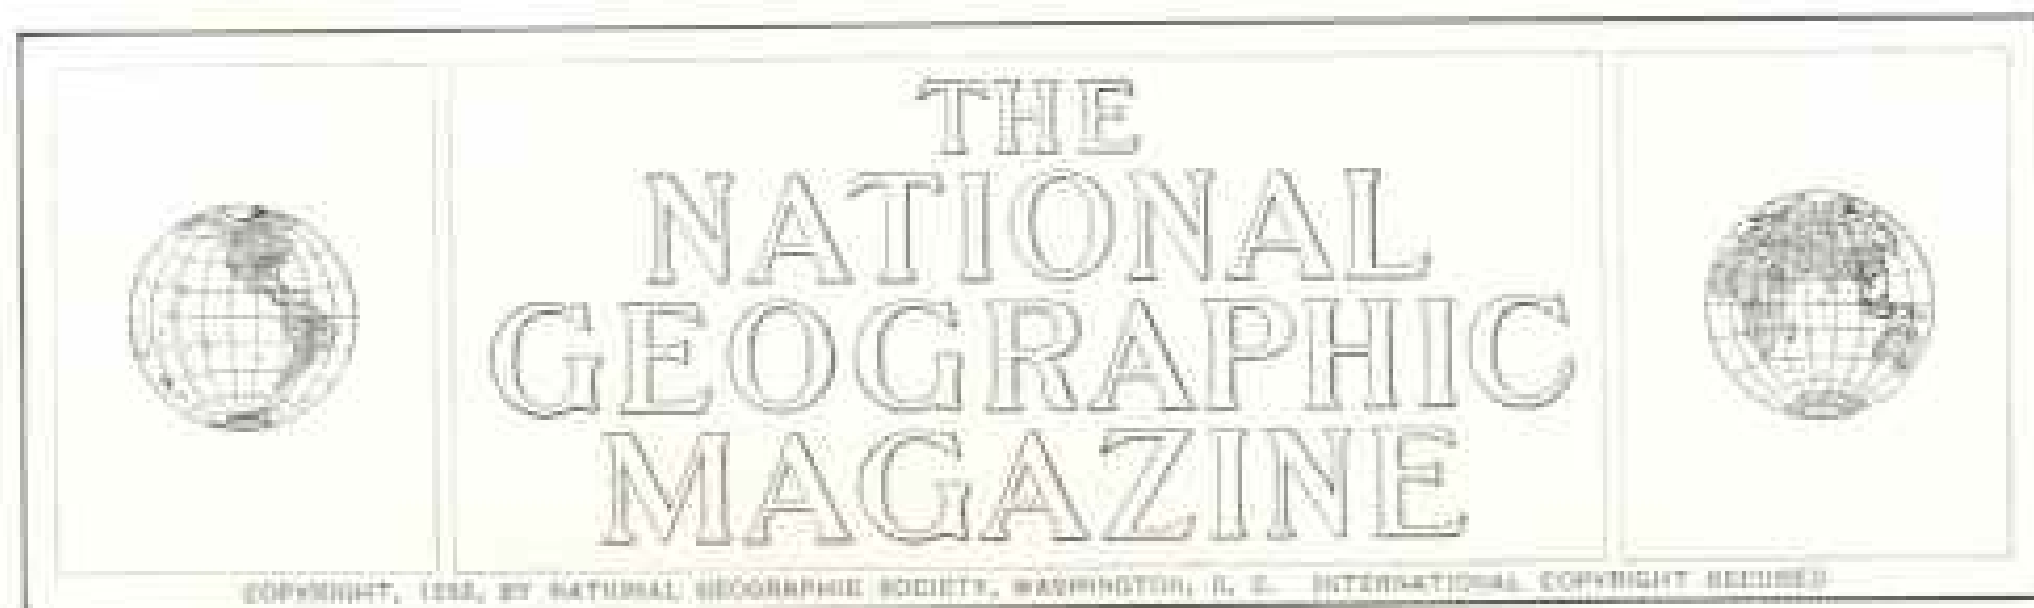 THE
NATIONAL
GEOGRAPHIC
MAGAZINE
COPYRIGHT, BY NATIONAL GEOGRAPHIC SOCIETY, WASHINGTON, D. C. INTERNATIONAL COPYRIGHT SECURED